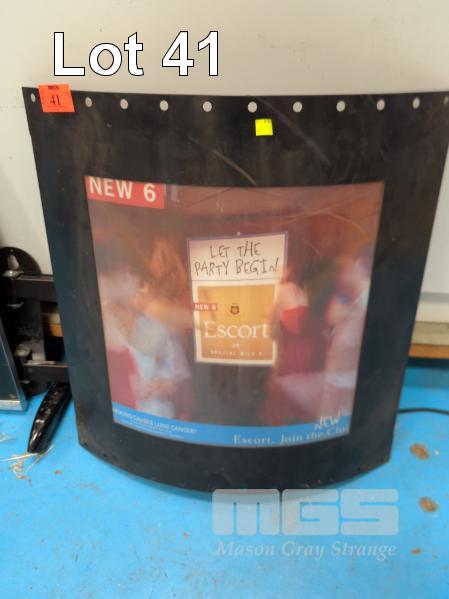 Lot 41
41
NEW 6
LET THE
PARTY BEGIN
NEW 6
Escort
SPECIAL MILD 6
SMOKING CAUSES LUNG CANCER
NEW
Escort. Join the Club
MGS
Mason Gray Strange